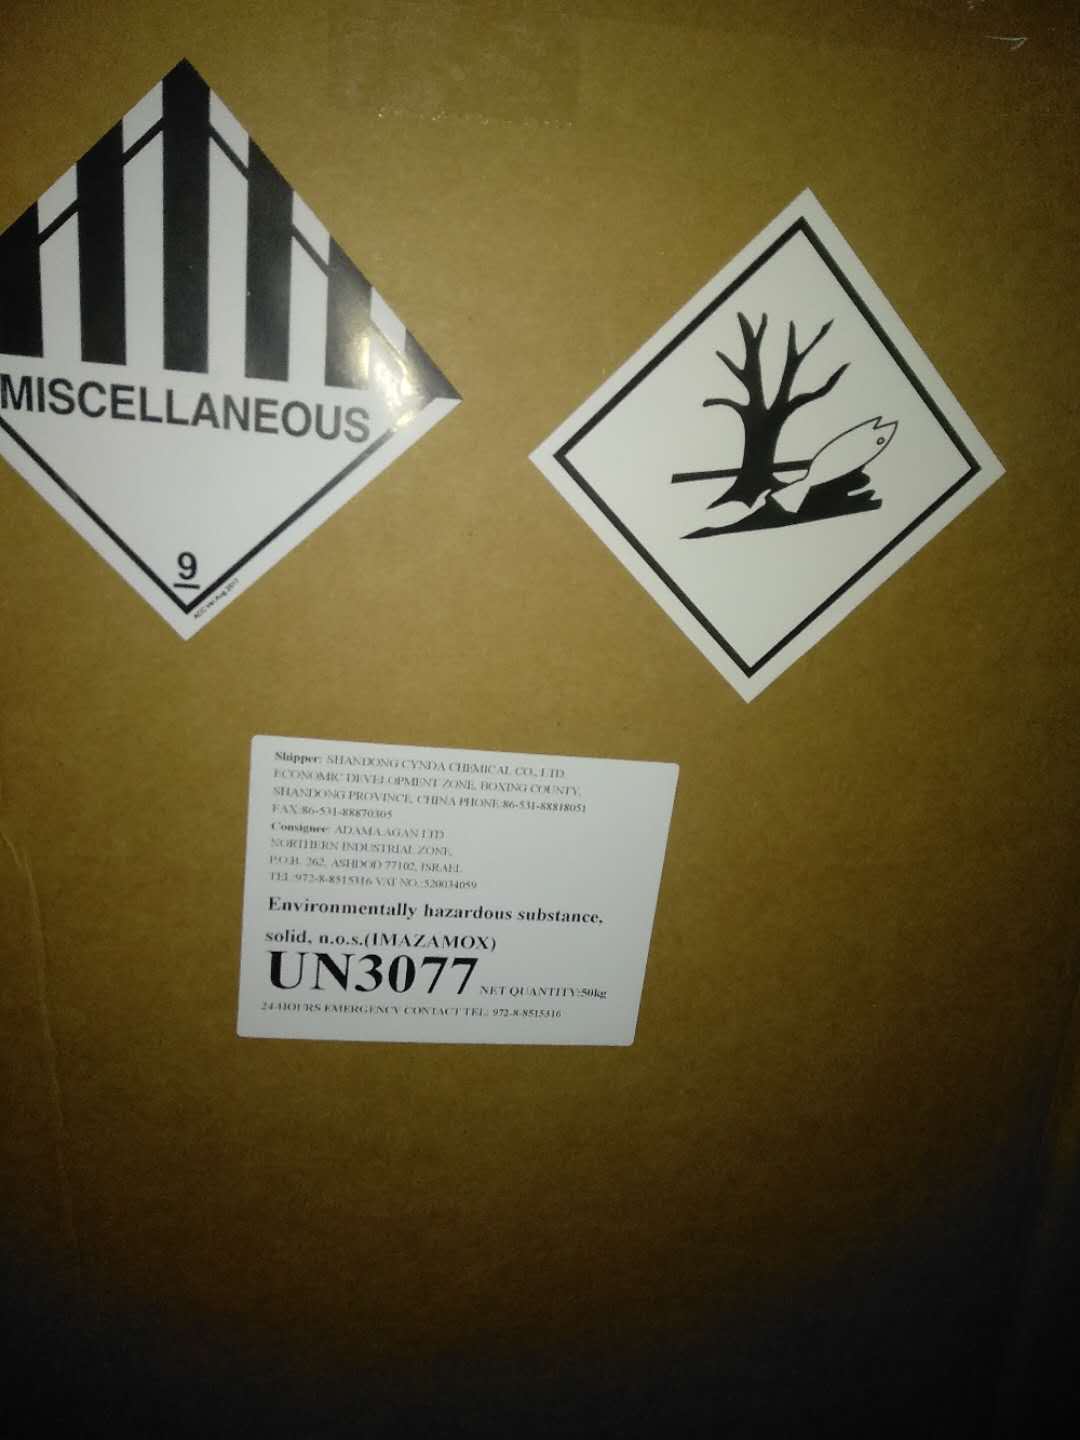 MISCELLANEOUS
9
Shipper: SHANDONG CYNDA CHEMICAL CO., LTD
ECONOMIC DEVELOPMENT ZONE, BOXING COUNTY,
SHANDONG PROVINCE, CHINA PHONE:86-531-88818051
FAX:86-531-88870305
Consignee: ADAMA AGAN LTD
NORTHERN INDUSTRIAL ZONE,
P.O.B. 262, ASHDOD 77102, ISRAEL
TEL:972-8-8515316 VAT NO.:520034059
Environmentally hazardous substance,
solid, n.o.s.(IMAZAMOX)
UN3077 NET QUANTITY:50kg
24-HOURS EMERGENCY CONTACT TEL: 972-8-8515316